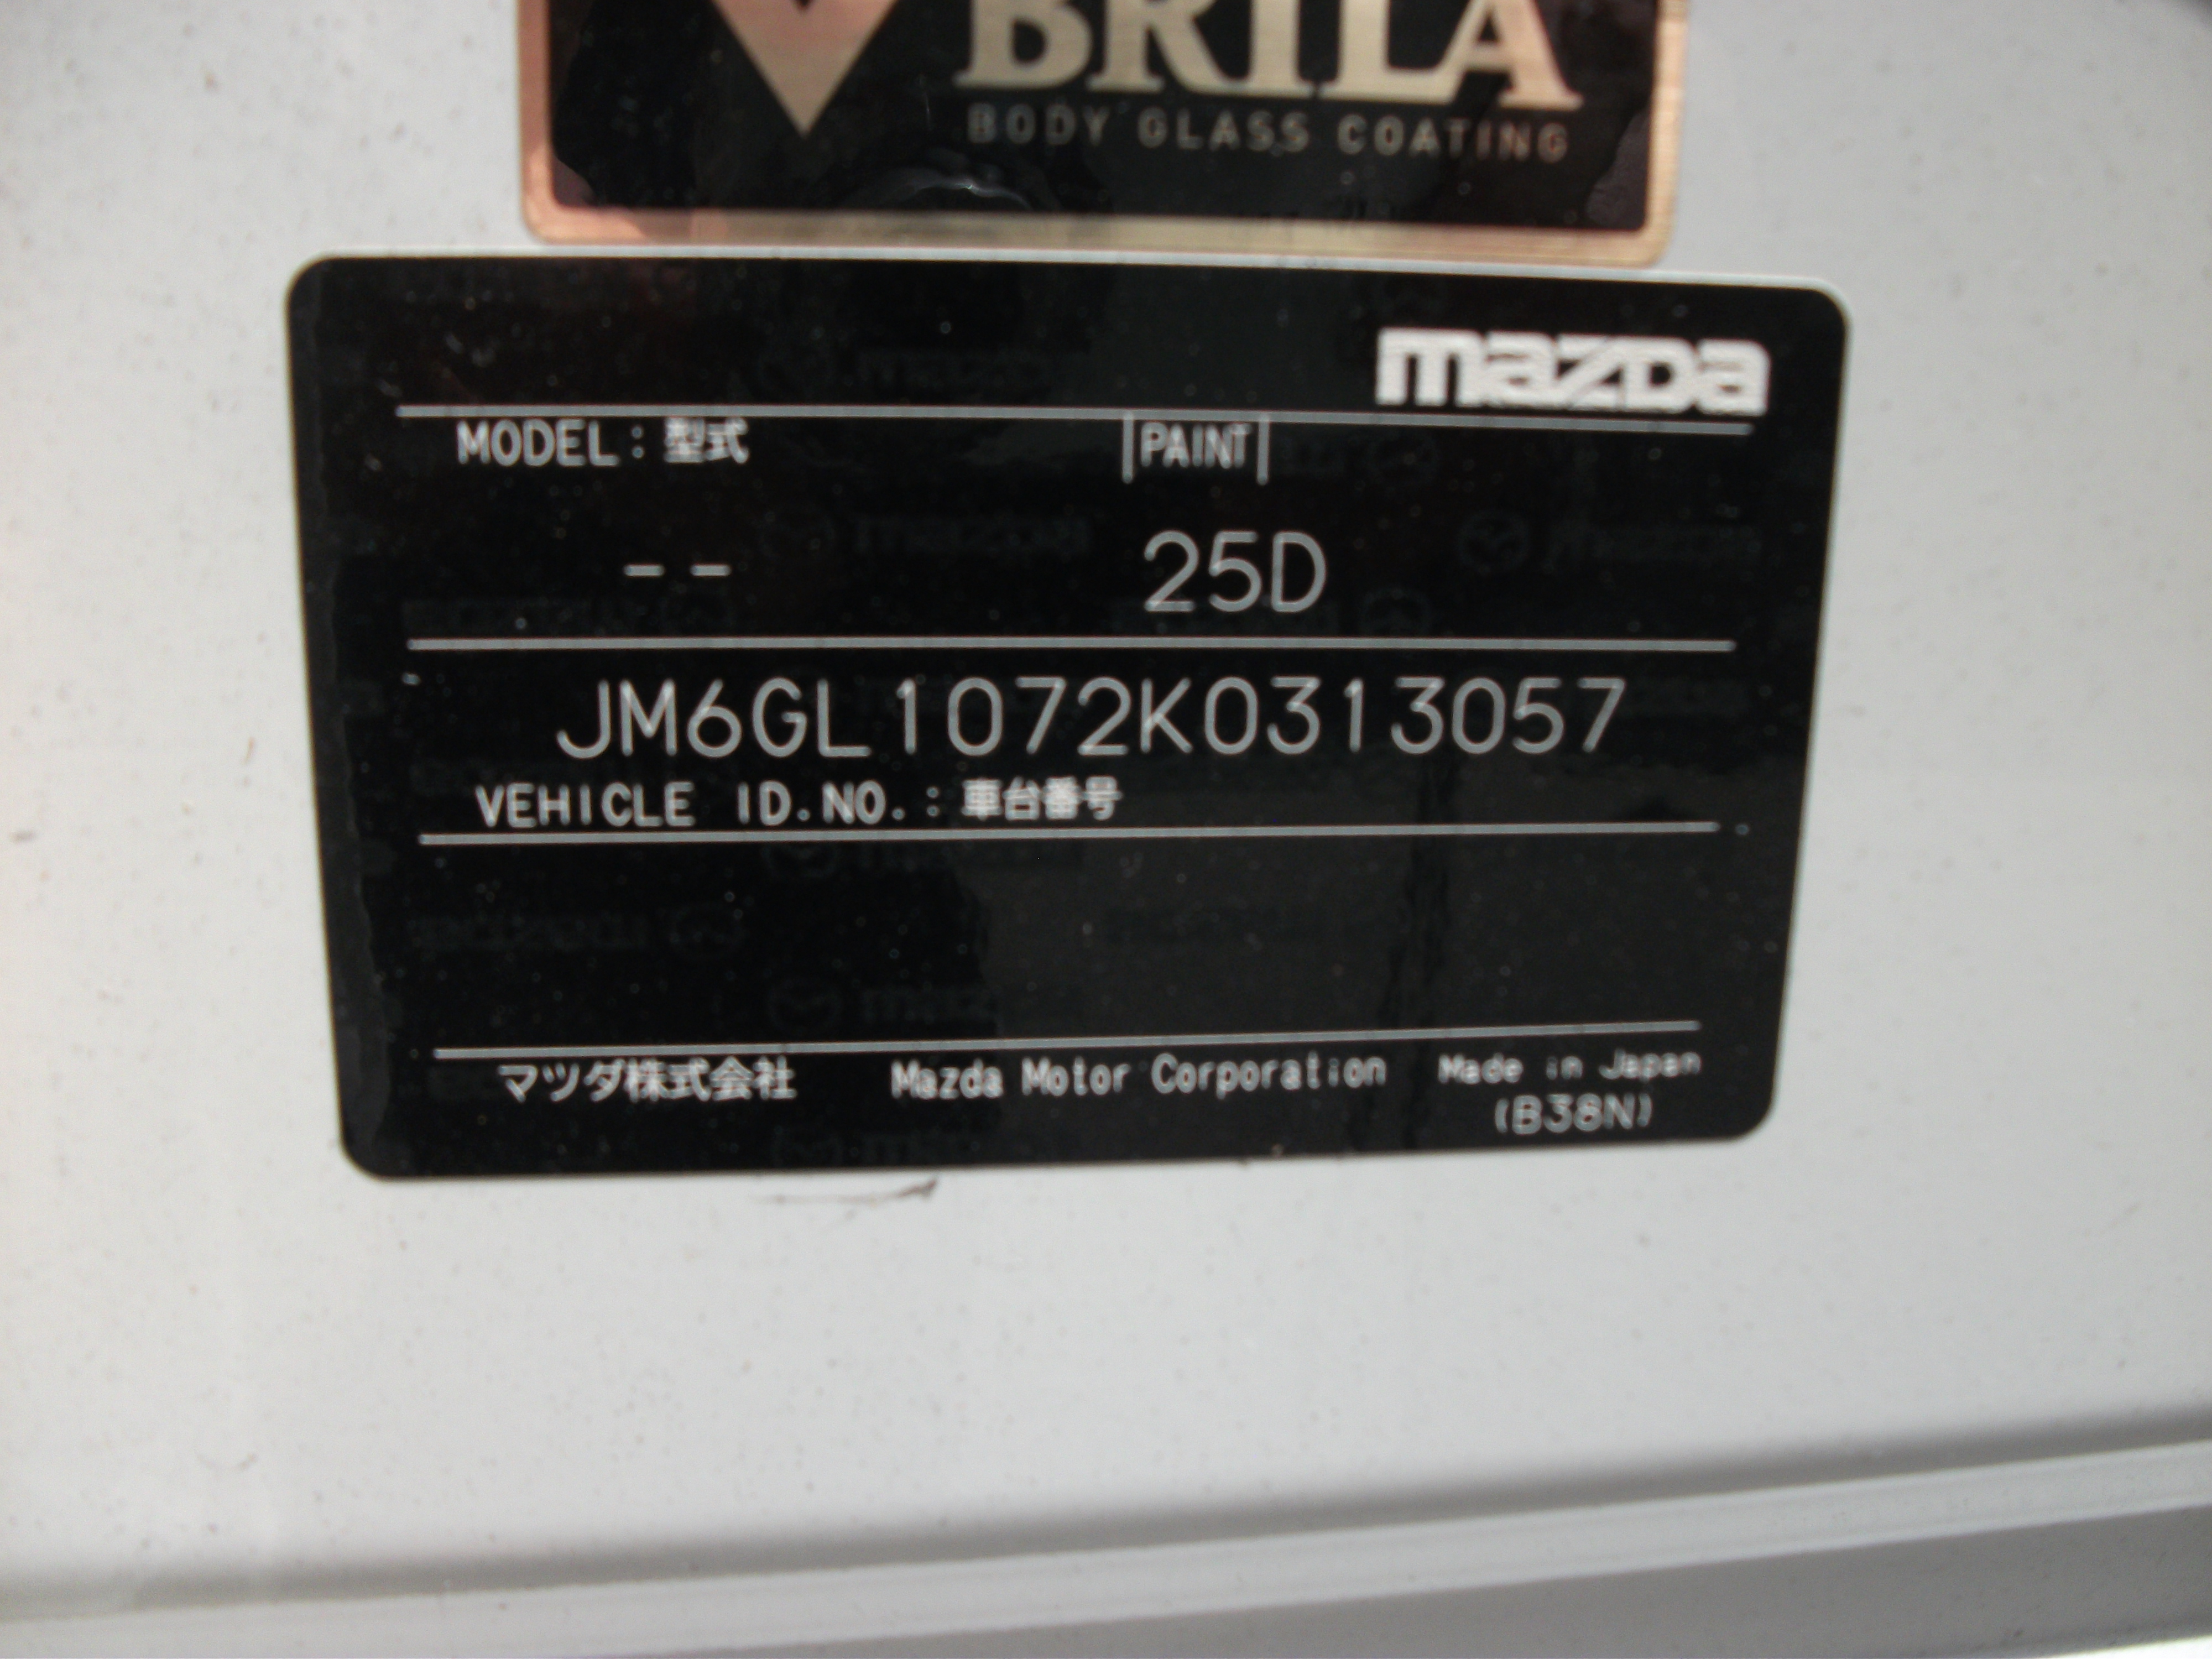 BRILA
BODY GLASS COATING
mazda
MODEL: 型式 PAINT
-- 25D
JM6GL1072K0313057
VEHICLE ID.NO.: 車台番号
マツダ株式会社 Mazda Motor Corporation Made in Japan
(B38N)